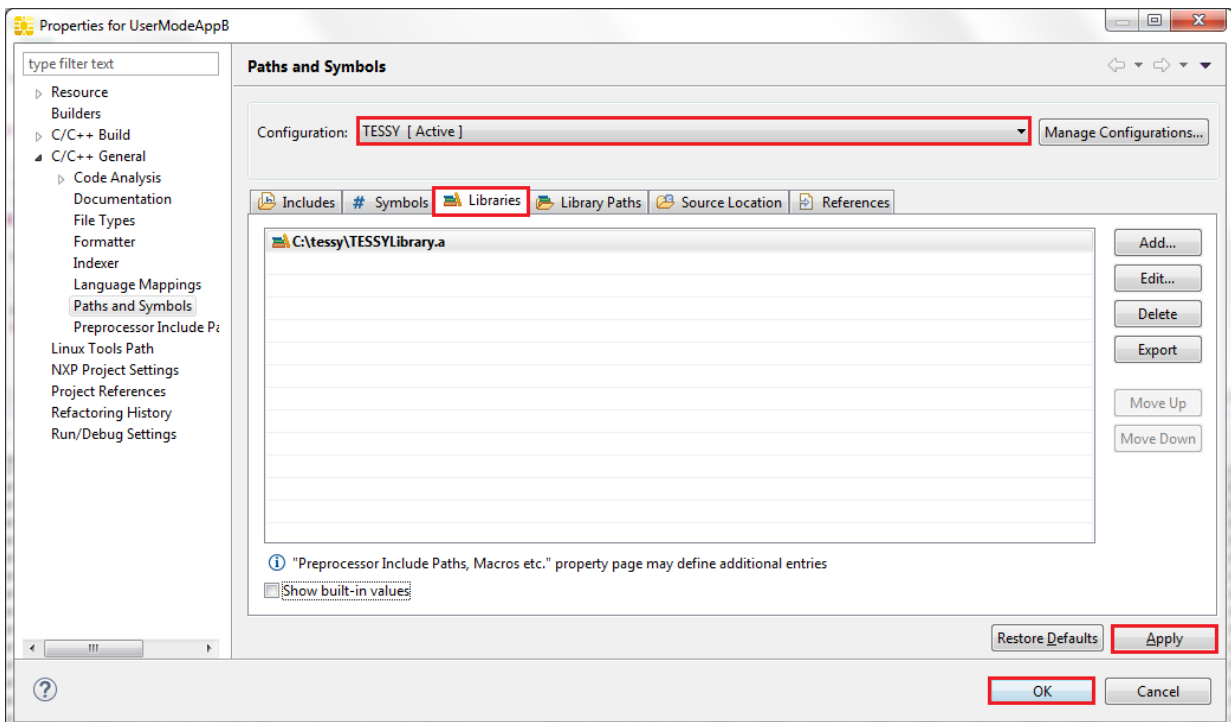 Properties for UserModeAppB
type filter text
Resource
Builders
C/C++ Build
C/C++ General
Code Analysis
Documentation
File Types
Formatter
Indexer
Language Mappings
Paths and Symbols
Preprocessor Include Pa
Linux Tools Path
NXP Project Settings
Project References
Refactoring History
Run/Debug Settings
Paths and Symbols
Configuration: TESSY [ Active ] Manage Configurations...
Includes # Symbols Libraries Library Paths Source Location References
C:\tessy\TESSYLibrary.a
Add...
Edit...
Delete
Export
Move Up
Move Down
"Preprocessor Include Paths, Macros etc." property page may define additional entries
Show built-in values
Restore Defaults Apply
OK Cancel